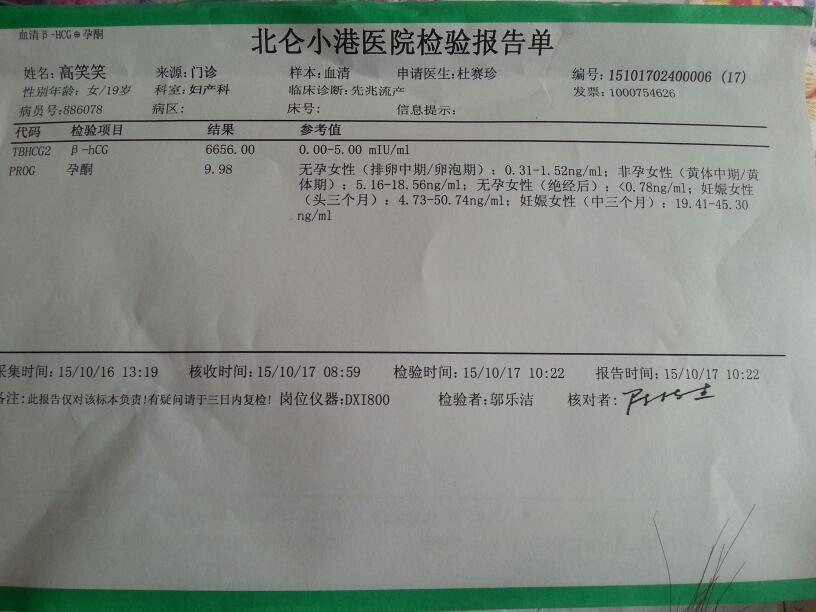 血清β-HCG⊕孕酮
北仑小港医院检验报告单
姓名:高笑笑 来源:门诊 样本:血清 申请医生:杜赛珍 编号:15101702400006 (17)
性别年龄: 女/19岁 科室:妇产科 临床诊断:先兆流产 发票: 1000754626
病员号:886078 病区: 床号: 信息提示:
代码 检验项目 结果 参考值
TBHCG2 β-hCG 6656.00 0.00-5.00 mIU/ml
PROG 孕酮 9.98 无孕女性（排卵中期/卵泡期）: 0.31-1.52ng/ml; 非孕女性（黄体中期/黄
体期）: 5.16-18.56ng/ml; 无孕女性（绝经后）: <0.78ng/ml; 妊娠女性
（头三个月）: 4.73-50.74ng/ml; 妊娠女性（中三个月）: 19.41-45.30
ng/ml
采集时间:15/10/16 13:19 核收时间:15/10/17 08:59 检验时间:15/10/17 10:22 报告时间:15/10/17 10:22
备注:此报告仅对该标本负责!有疑问请于三日内复检! 岗位仪器:DXI800 检验者:邬乐洁 核对者: